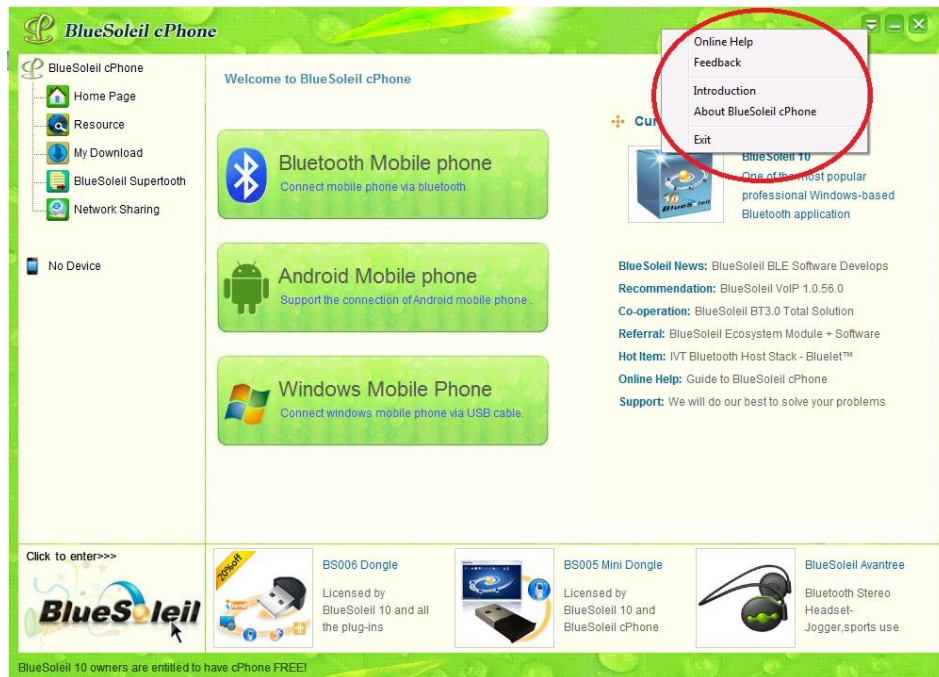 BlueSoleil cPhone
Online Help
Feedback
Introduction
About BlueSoleil cPhone
Exit
BlueSoleil cPhone
Home Page
Resource
My Download
BlueSoleil Supertooth
Network Sharing
No Device
Welcome to BlueSoleil cPhone
Bluetooth Mobile phone
Connect mobile phone via bluetooth.
Android Mobile phone
Support the connection of Android mobile phone .
Windows Mobile Phone
Connect windows mobile phone via USB cable.
10
BlueSoleil
BlueSoleil 10
One of the most popular
professional Windows-based
Bluetooth application
BlueSoleil News: BlueSoleil BLE Software Develops
Recommendation: BlueSoleil VoIP 1.0.56.0
Co-operation: BlueSoleil BT3.0 Total Solution
Referral: BlueSoleil Ecosystem Module + Software
Hot Item: IVT Bluetooth Host Stack - Bluelet™
Online Help: Guide to BlueSoleil cPhone
Support: We will do our best to solve your problems
Click to enter>>>
BlueSoleil
20%off
Send
BS006 Dongle
Licensed by
BlueSoleil 10 and all
the plug-ins
BS005 Mini Dongle
Licensed by
BlueSoleil 10 and
BlueSoleil cPhone
BlueSoleil Avantree
Bluetooth Stereo
Headset-
Jogger,sports use
BlueSoleil 10 owners are entitled to have cPhone FREE!